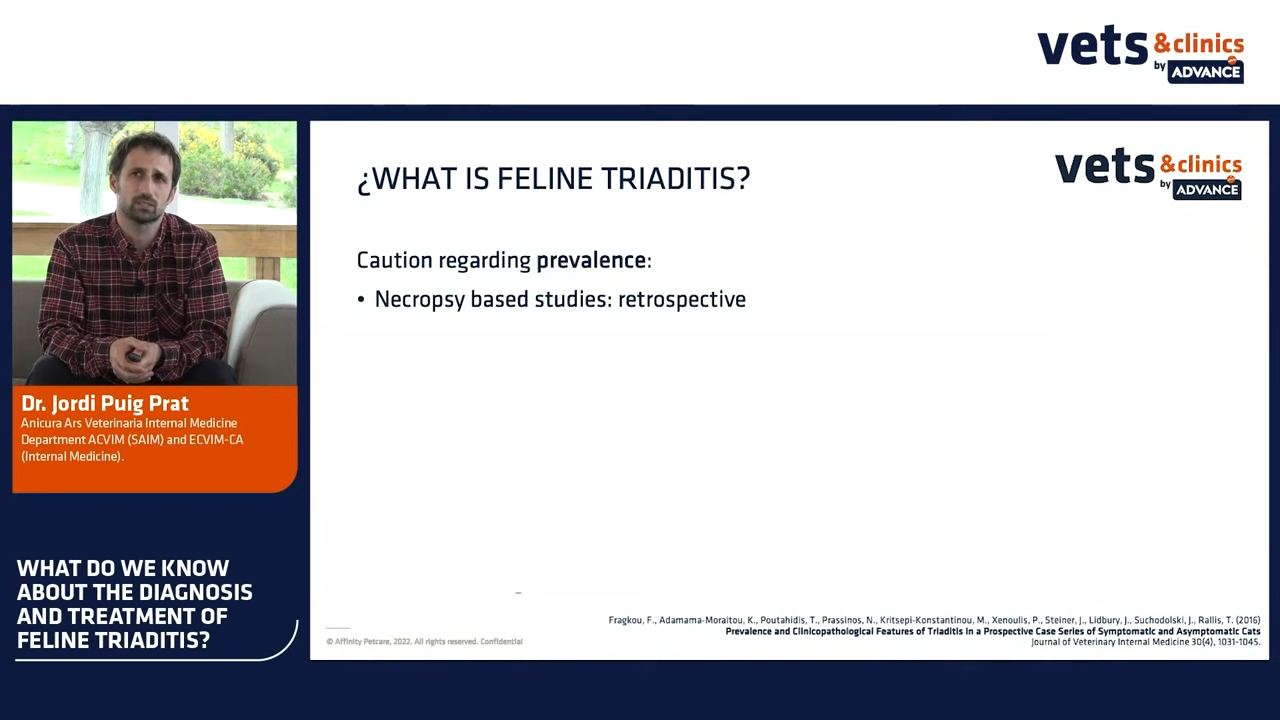 vets &clinics
by ADVANCE
¿WHAT IS FELINE TRIADITIS?
vets &clinics
by ADVANCE
Caution regarding prevalence:
• Necropsy based studies: retrospective
Dr. Jordi Puig Prat
Anicura Ars Veterinaria Internal Medicine
Department ACVIM (SAIM) and ECVIM-CA
(Internal Medicine).
WHAT DO WE KNOW
ABOUT THE DIAGNOSIS
AND TREATMENT OF
FELINE TRIADITIS?
Fragkou, F., Adamama-Moraitou, K., Poutahidis, T., Prassinos, N., Kritsepi-Konstantinou, M., Xenoulis, P., Steiner, J., Lidbury, J., Suchodolski, J., Rallis, T. (2016)
Prevalence and Clinicopathological Features of Triaditis in a Prospective Case Series of Symptomatic and Asymptomatic Cats
Journal of Veterinary Internal Medicine 30(4), 1031-1045.
© Affinity Petcare, 2022. All rights reserved. Confidential